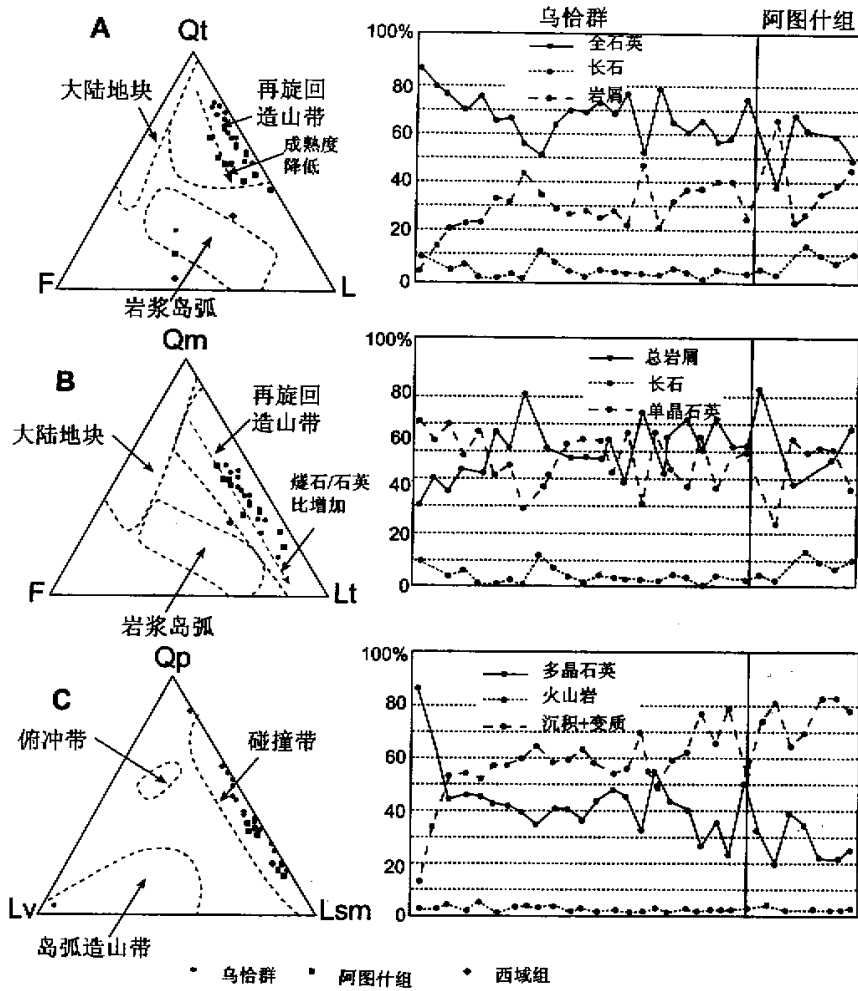 A
Qt
大陆地块
再旋回
造山带
成熟度
降低
F
L
岩浆岛弧
乌恰群
阿图什组
100%
80
60
40
20
0
全石英
长石
岩屑
B
Qm
大陆地块
再旋回
造山带
燧石/石英
比增加
F
Lt
岩浆岛弧
100%
80
60
40
20
0
总岩屑
长石
单晶石英
C
Qp
俯冲带
碰撞带
Lv
Lsm
岛弧造山带
100%
80
60
40
20
0
多晶石英
火山岩
沉积+变质
乌恰群
阿图什组
西域组